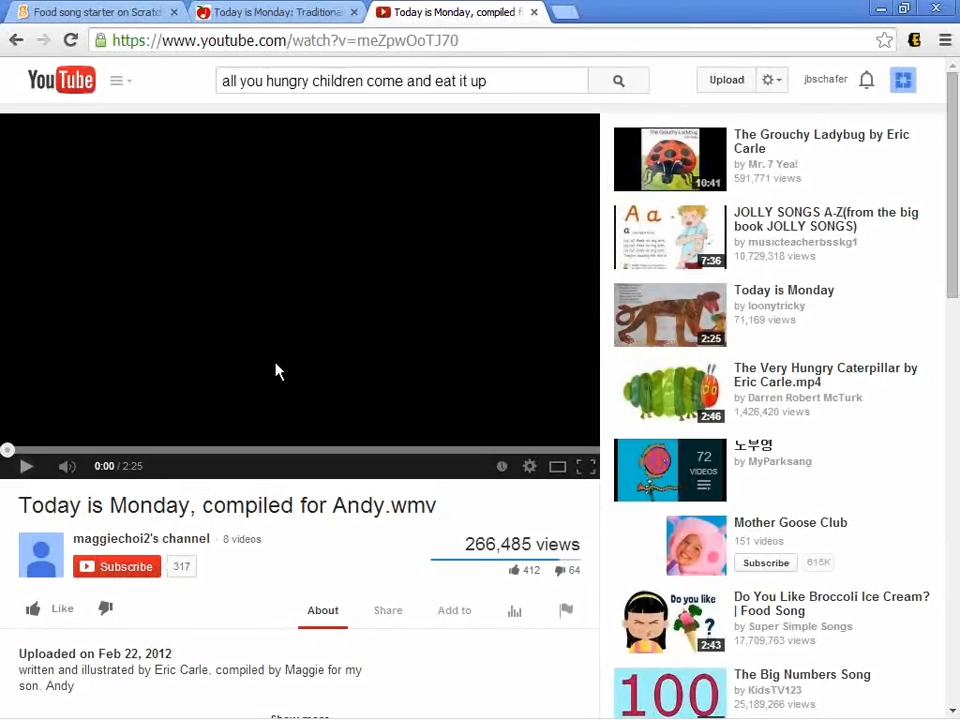 Food song starter on Scratc
Today is Monday: Traditiona
Today is Monday, compiled f
https://www.youtube.com/watch?v=meZpwOoTJ70
YouTube
all you hungry children come and eat it up
Upload
jbschafer
The Grouchy Ladybug by Eric
Carle
by Mr. 7 Yea!
591,771 views
10:41
JOLLY SONGS A-Z(from the big
book JOLLY SONGS)
by musicteacherbsskg1
10,729,318 views
A a
7:36
Today is Monday
by loonytricky
71,169 views
2:25
The Very Hungry Caterpillar by
Eric Carle.mp4
by Darren Robert McTurk
1,426,420 views
2:46
노부영
by MyParksang
72
VIDEOS
0:00 / 2:25
Today is Monday, compiled for Andy.wmv
maggiechoi2's channel · 8 videos
Subscribe 317
266,485 views
412 64
Like
About
Share
Add to
Uploaded on Feb 22, 2012
written and illustrated by Eric Carle, compiled by Maggie for my
son. Andy
Show more
Mother Goose Club
151 videos
Subscribe 615K
Do You Like Broccoli Ice Cream?
| Food Song
by Super Simple Songs
17,709,763 views
Do you like
?
2:43
The Big Numbers Song
by KidsTV123
25,189,266 views
100